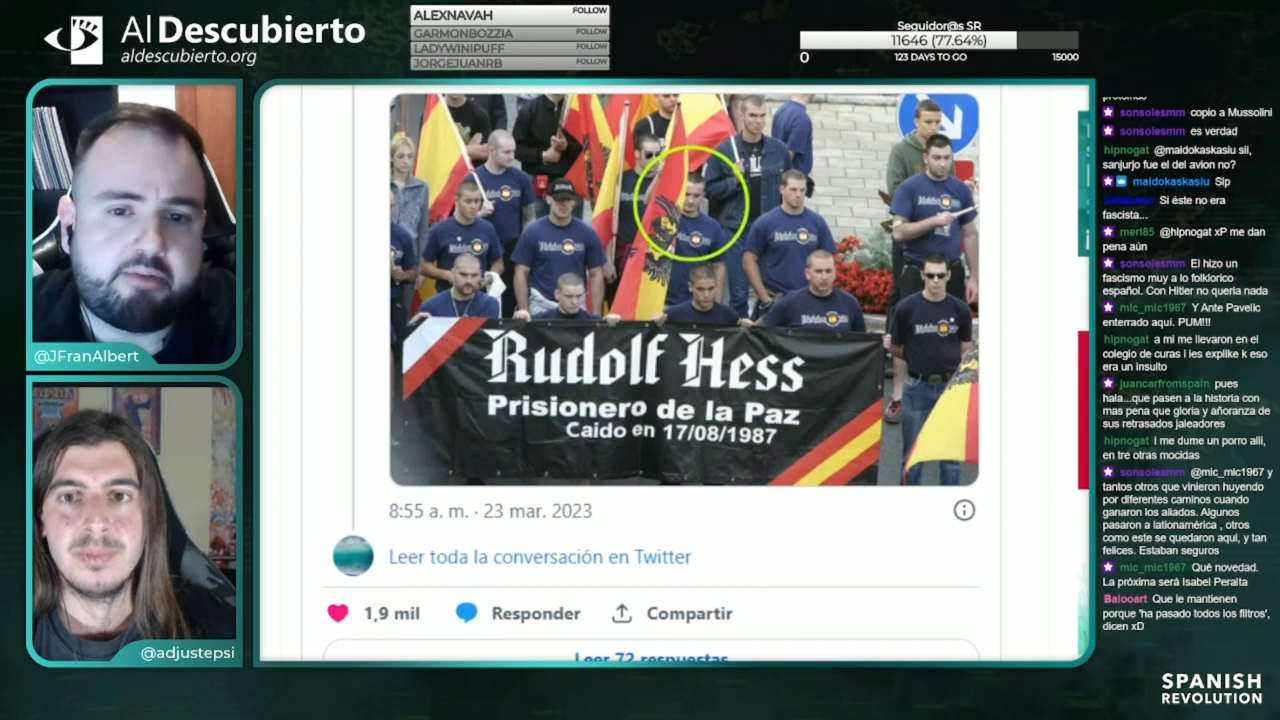 Al Descubierto
aldescubierto.org
ALEXNAVAH FOLLOW
GARMONBOZZIA FOLLOW
LADYWINIPUFF FOLLOW
JORGEJUANRB FOLLOW
Seguidor@s SR
11646 (77.64%)
0 123 DAYS TO GO 15000
@JFranAlbert
@adjustepsi
Rudolf Hess
Prisionero de la Paz
Caido en 17/08/1987
8:55 a. m. · 23 mar. 2023
Leer toda la conversación en Twitter
1,9 mil Responder Compartir
Leer 72 respuestas
sonsolesmm copio a Mussolini
sonsolesmm es verdad
hipnogat @maidokaskasiu sii,
sanjurjo fue el del avion no?
maidokaskasiu Sip
Si éste no era
fascista...
merl85 @hipnogat xP me dan
pena aún
sonsolesmm El hizo un
fascismo muy a lo folklorico
español. Con Hitler no queria nada
mic_mic1967 Y Ante Pavelic
enterrado aquí. PUM!!!
hipnogat a mi me llevaron en el
colegio de curas i les explike k eso
era un insulto
juancarfromspain pues
hala...que pasen a la historia con
mas pena que gloria y añoranza de
sus retrasados jaleadores
hipnogat i me dume un porro alli,
en tre otras mocidas
sonsolesmm @mic_mic1967 y
tantos otros que vinieron huyendo
por diferentes caminos cuando
ganaron los aliados. Algunos
pasaron a lationamérica , otros
como este se quedaron aqui, y tan
felices. Estaban seguros
mic_mic1967 Qué novedad.
La próxima será Isabel Peralta
Balooart Que le mantienen
porque 'ha pasado todos los filtros',
dicen xD
SPANISH
REVOLUTION